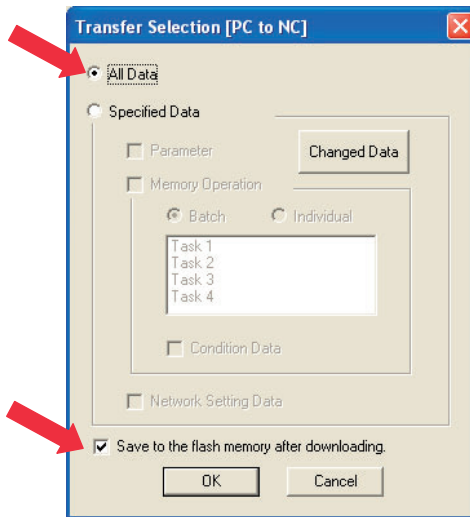 Transfer Selection [PC to NC]
All Data
Specified Data
Parameter
Changed Data
Memory Operation
Batch Individual
Task 1
Task 2
Task 3
Task 4
Condition Data
Network Setting Data
Save to the flash memory after downloading.
OK Cancel